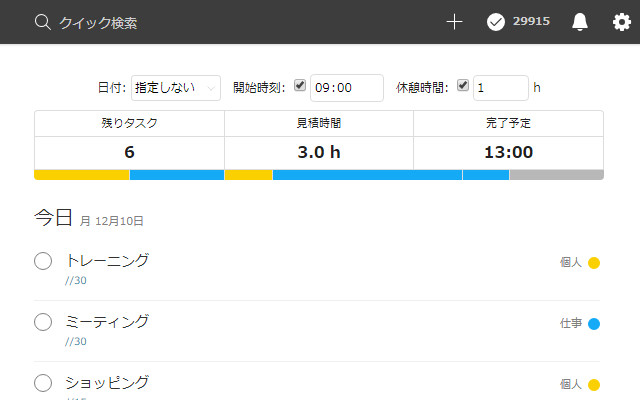 クイック検索 29915
日付: 指定しない 開始時刻: 09:00 休憩時間: 1 h
残りタスク 見積時間 完了予定
6 3.0 h 13:00
今日 月 12月10日
トレーニング 個人
//30
ミーティング 仕事
//30
ショッピング 個人